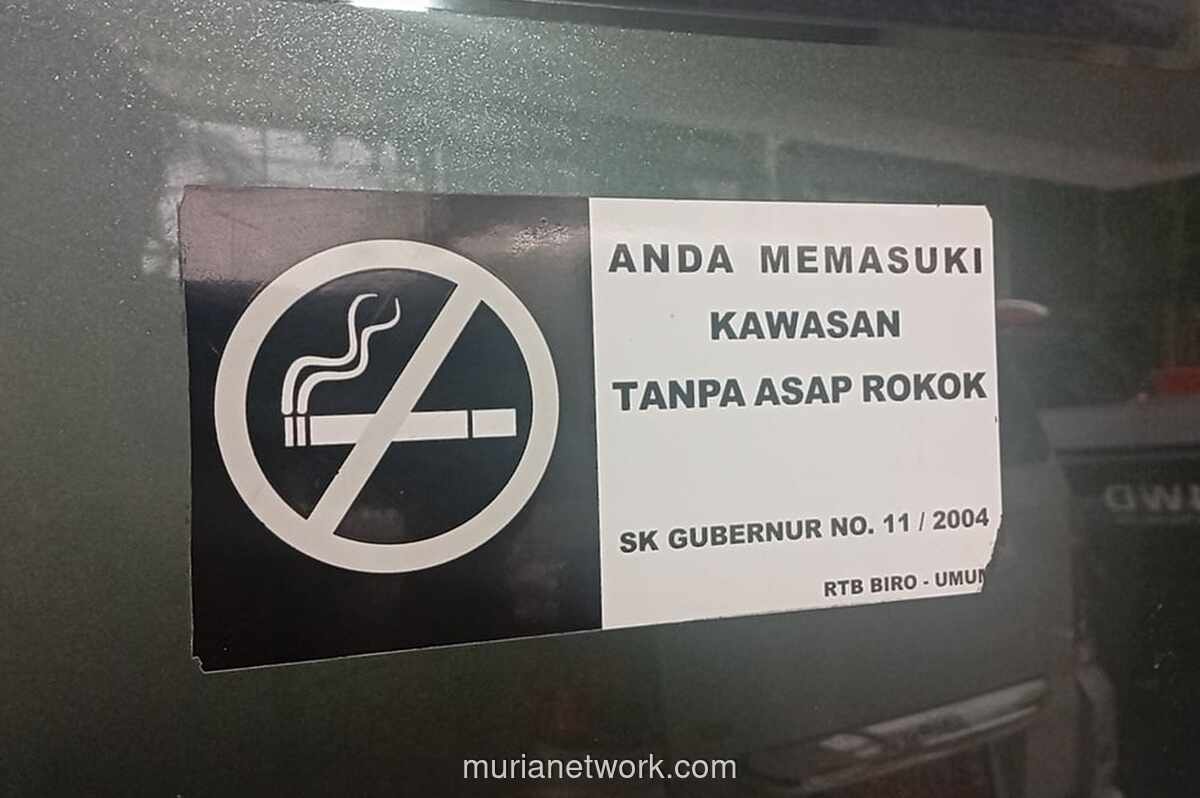 ANDA MEMASUKI
KAWASAN
TANPA ASAP ROKOK
SK GUBERNUR NO. 11 / 2004
RTB BIRO - UMUM
murianetwork.com